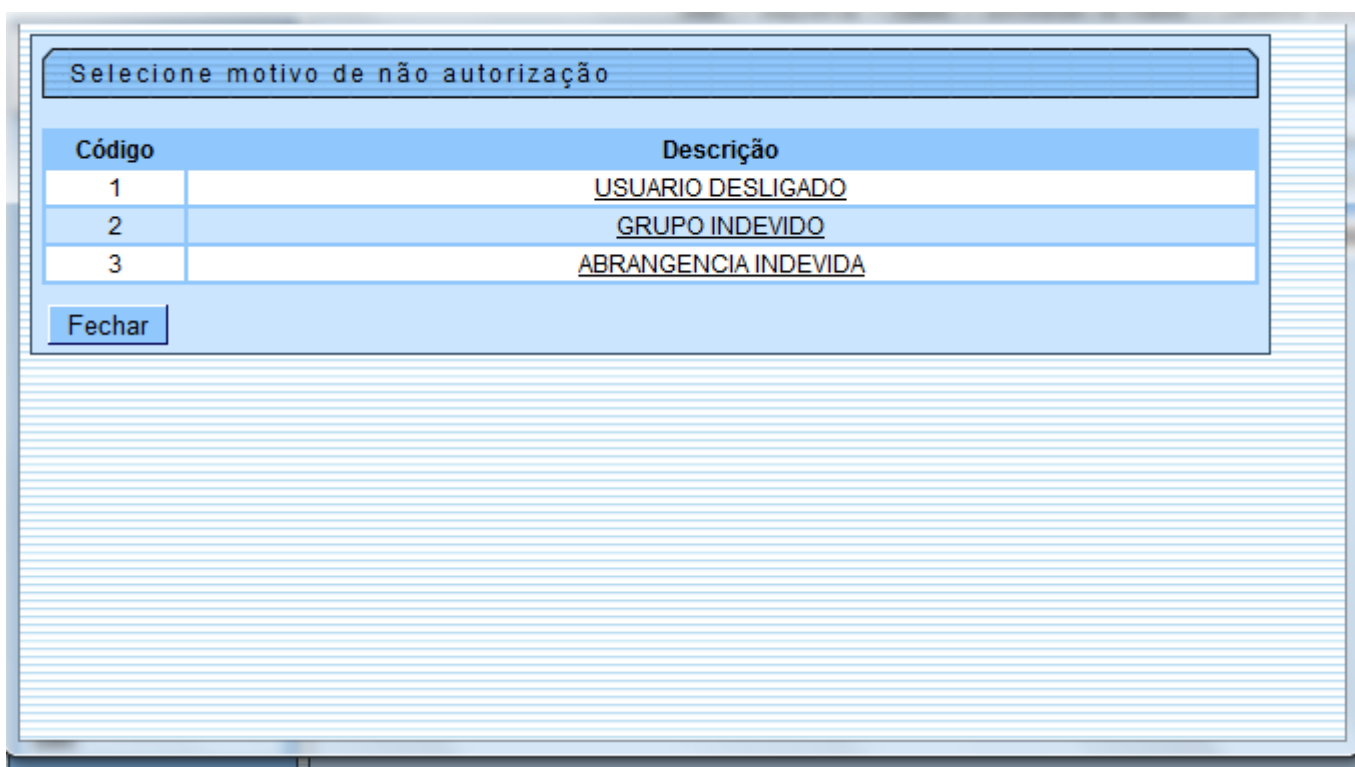 Selecione motivo de não autorização
Código Descrição
1 USUARIO DESLIGADO
2 GRUPO INDEVIDO
3 ABRANGENCIA INDEVIDA
Fechar